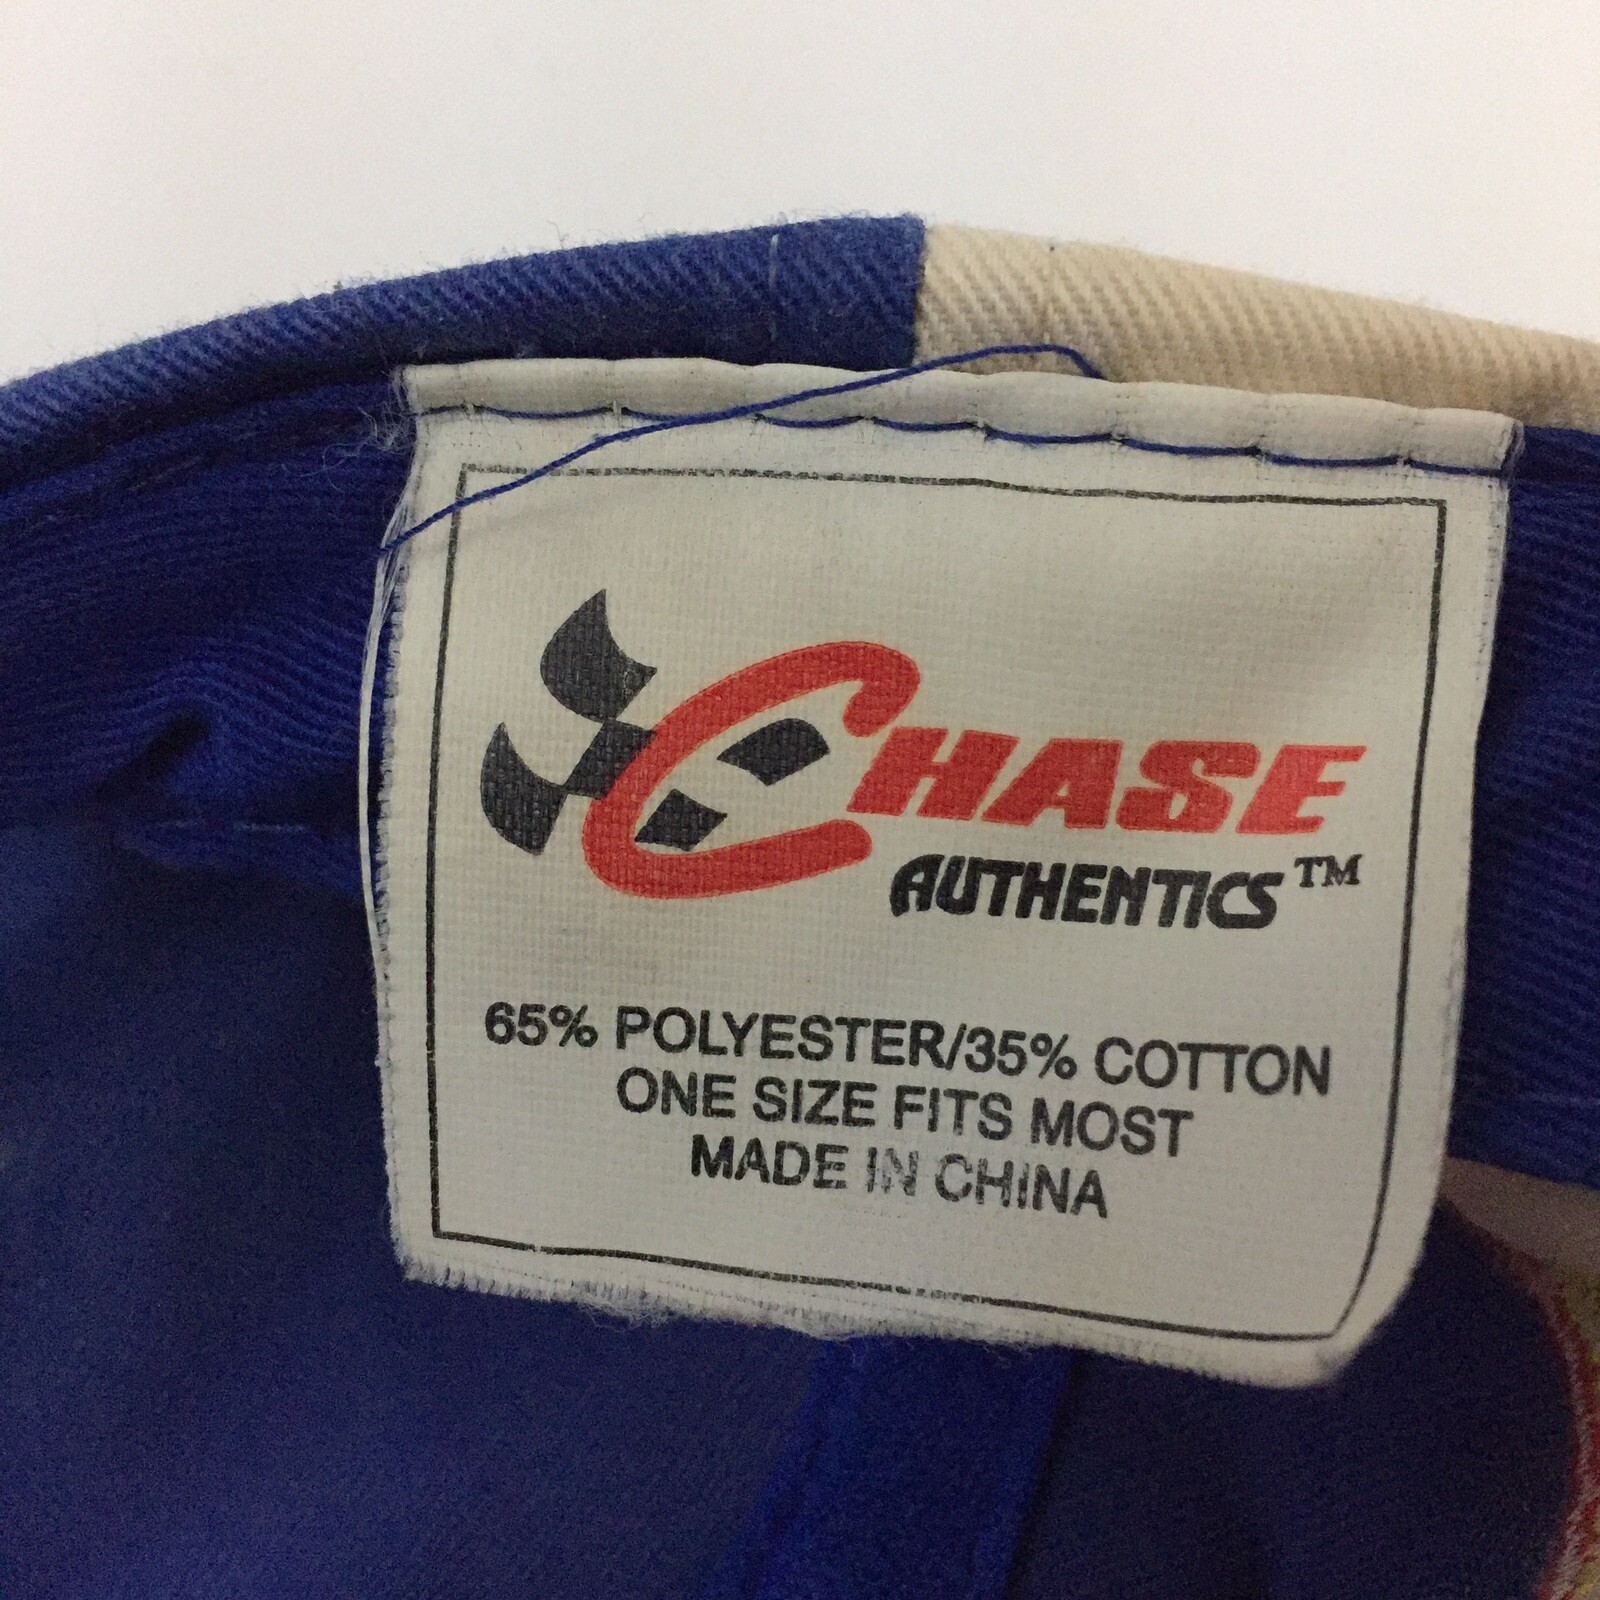 CHASE
AUTHENTICS™
65% POLYESTER/35% COTTON
ONE SIZE FITS MOST
MADE IN CHINA